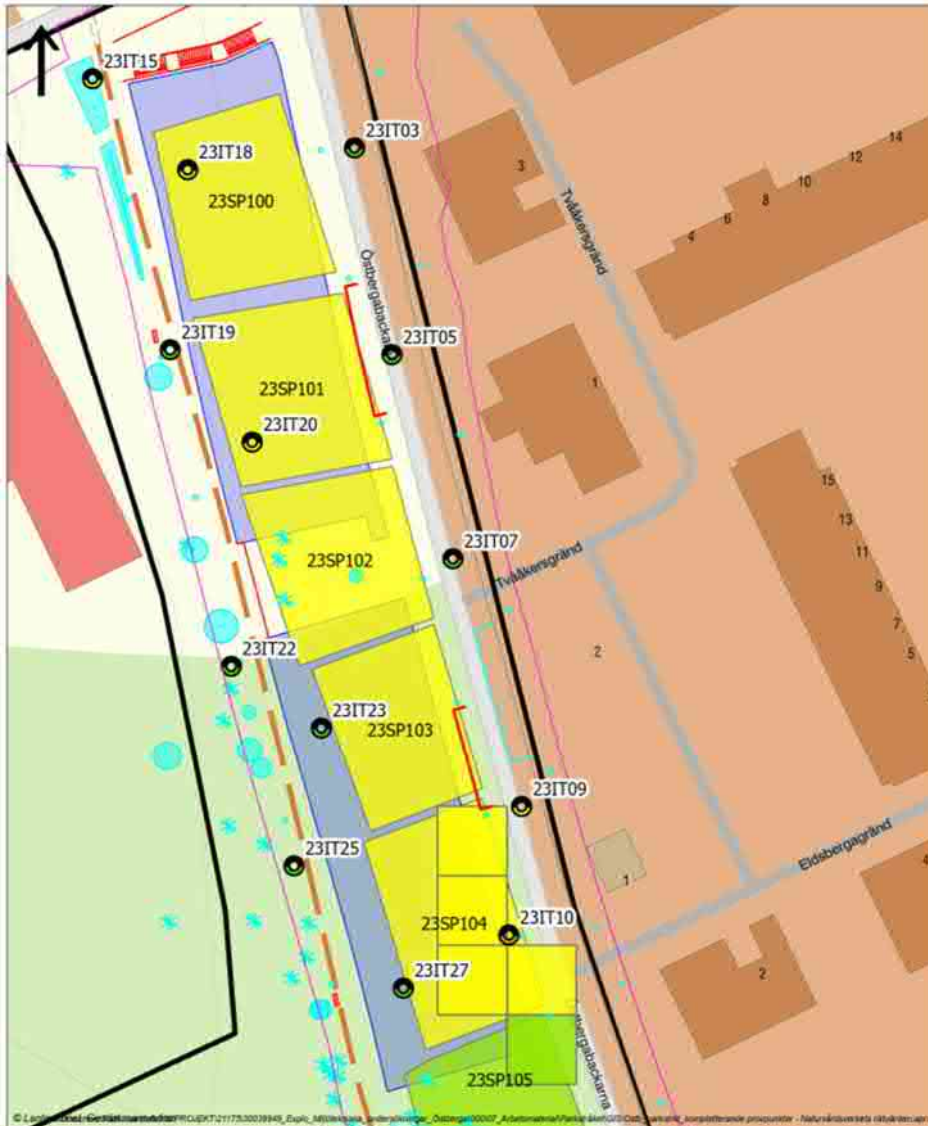 23IT15
23IT03
23IT18
23SP100
Tvååkersgränd
3
14
12
10
8
6
4
23IT19
23IT05
23SP101
23IT20
1
15
13
11
9
7
5
23SP102
23IT07
Tvååkersgränd
2
23IT22
23IT23
23SP103
23IT09
23IT25
Eldsbergagränd
1
4
23SP104
23IT10
23IT27
2
23SP105